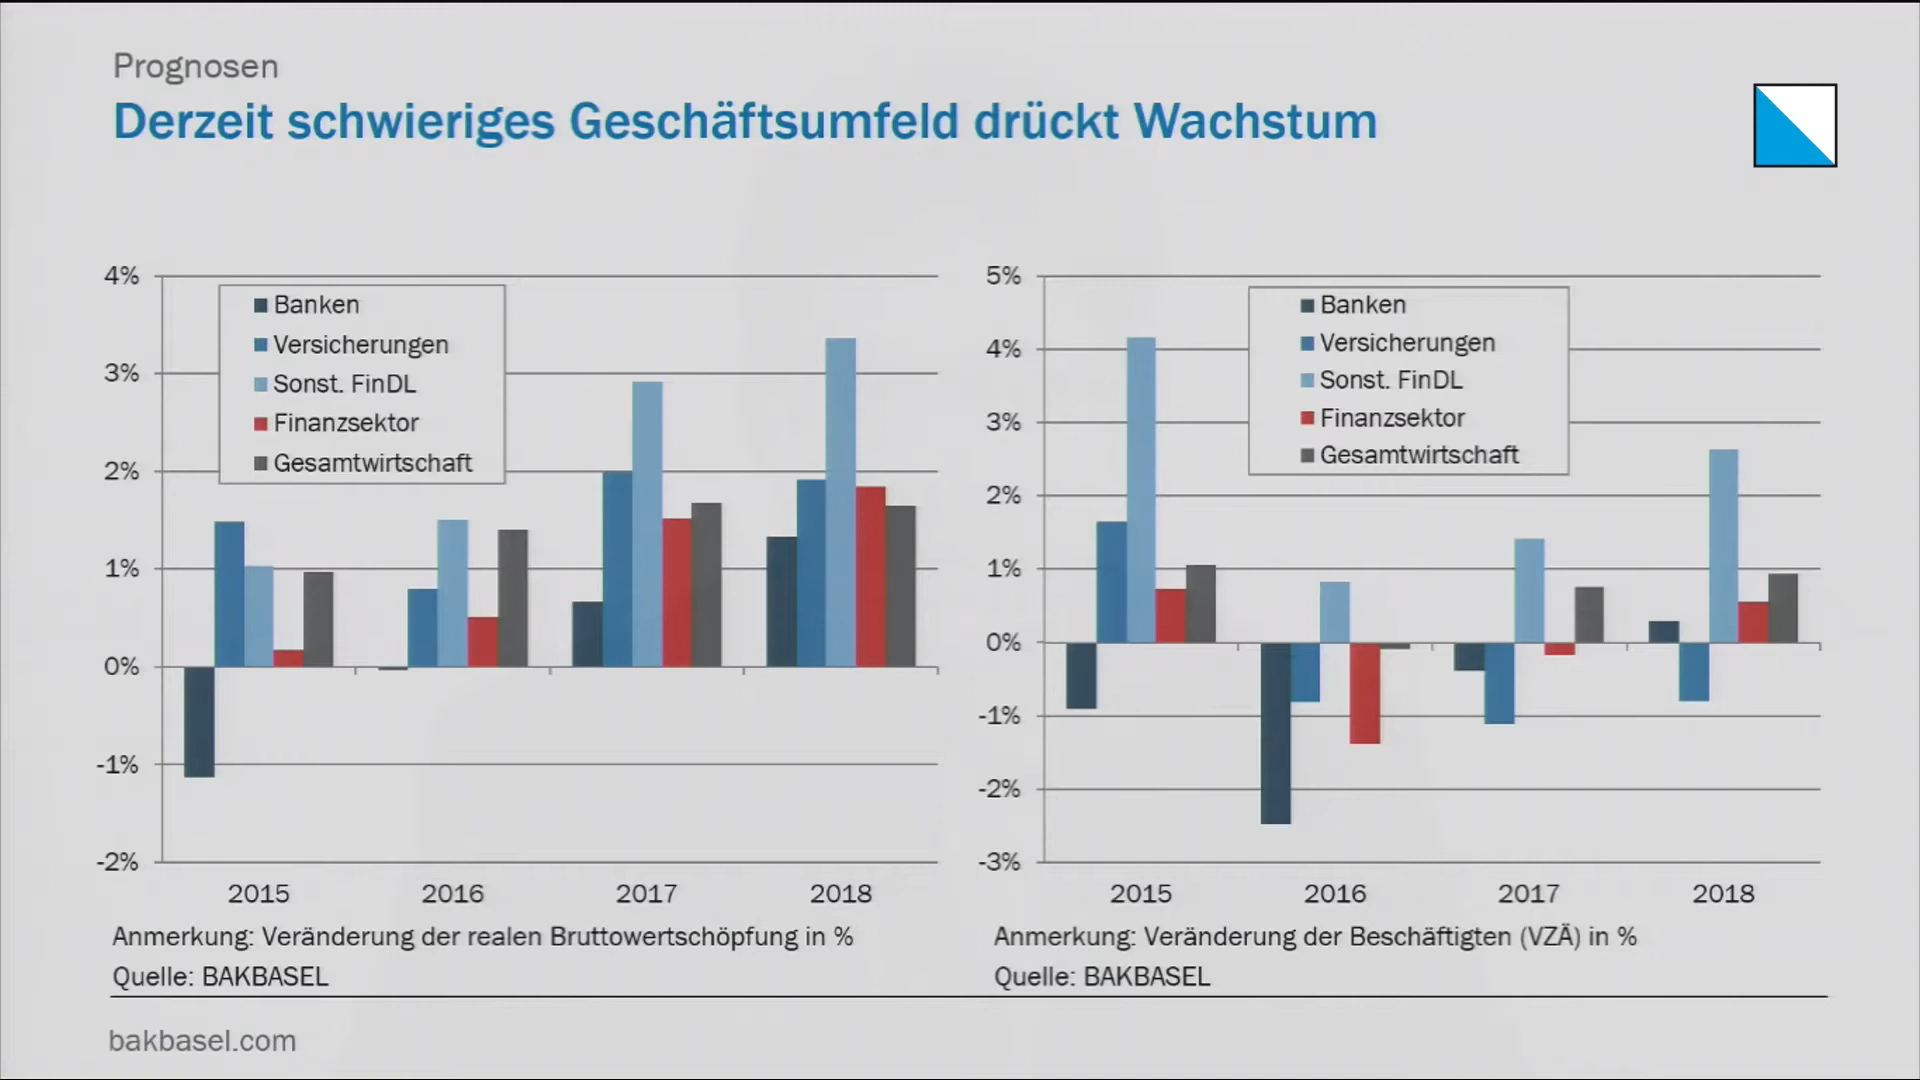 Prognosen
Derzeit schwieriges Geschäftsumfeld drückt Wachstum
4%
3%
2%
1%
0%
-1%
-2%
Banken
Versicherungen
Sonst. FinDL
Finanzsektor
Gesamtwirtschaft
2015 2016 2017 2018
Anmerkung: Veränderung der realen Bruttowertschöpfung in %
Quelle: BAKBASEL
5%
4%
3%
2%
1%
0%
-1%
-2%
-3%
Banken
Versicherungen
Sonst. FinDL
Finanzsektor
Gesamtwirtschaft
2015 2016 2017 2018
Anmerkung: Veränderung der Beschäftigten (VZÄ) in %
Quelle: BAKBASEL
bakbasel.com